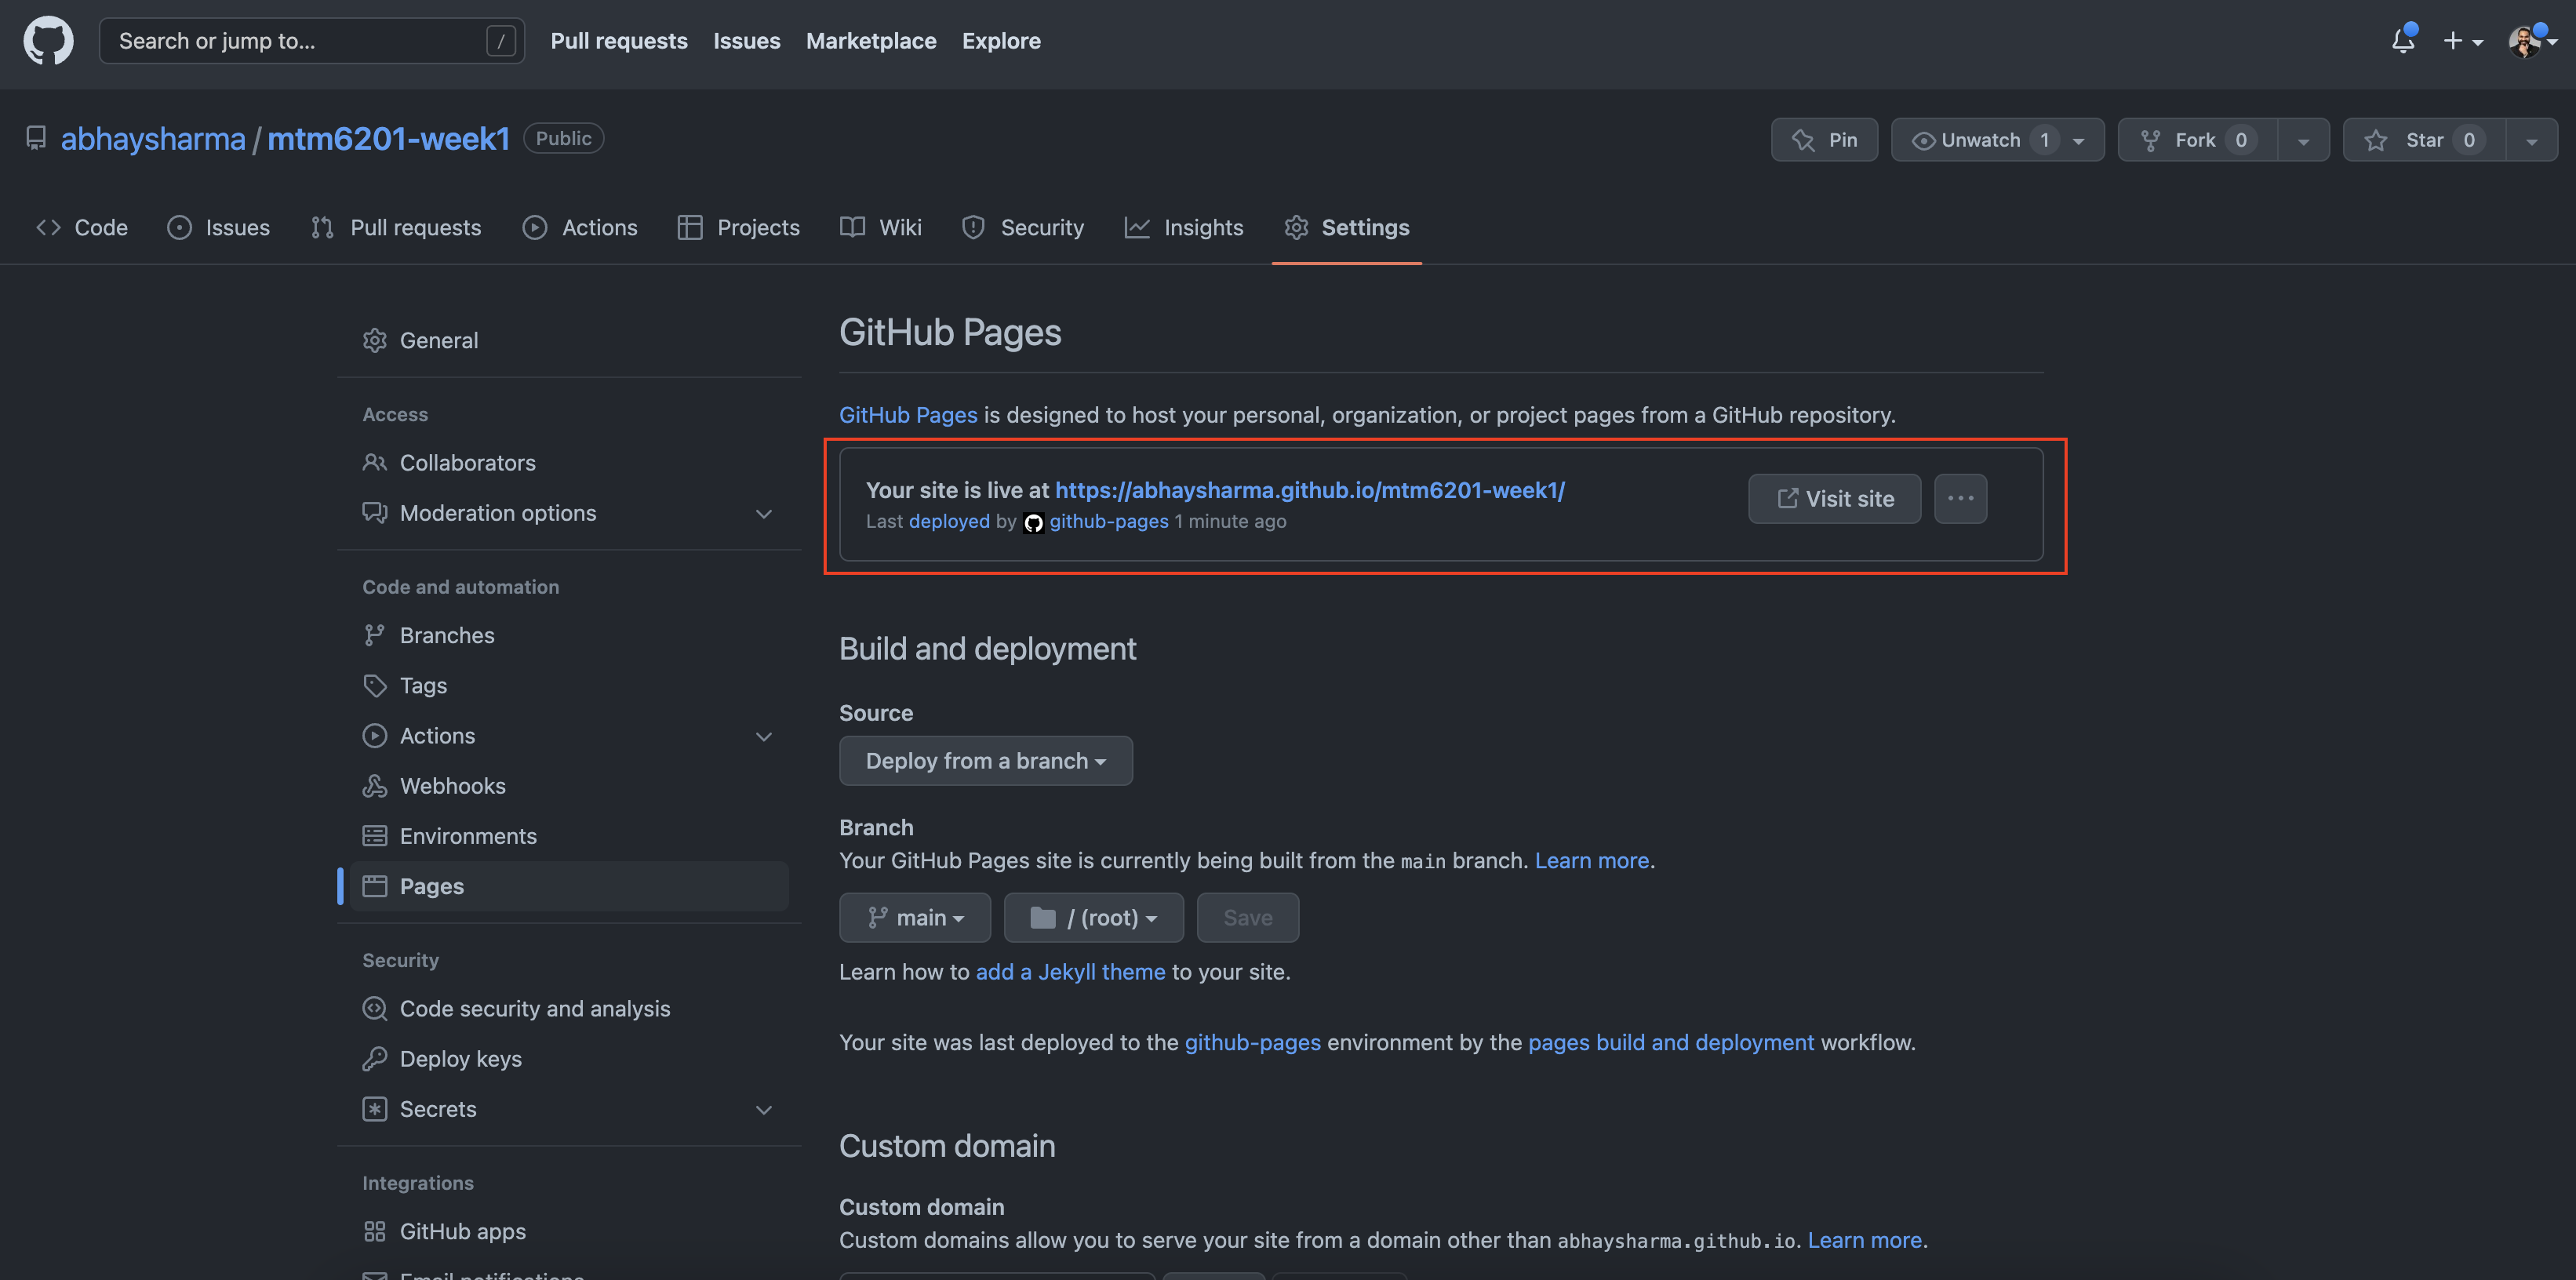 Search or jump to... /
Pull requests Issues Marketplace Explore
abhaysharma / mtm6201-week1 Public
Pin Unwatch 1 Fork 0 Star 0
Code Issues Pull requests Actions Projects Wiki Security Insights Settings
General
Access
Collaborators
Moderation options
Code and automation
Branches
Tags
Actions
Webhooks
Environments
Pages
Security
Code security and analysis
Deploy keys
Secrets
Integrations
GitHub apps
Email notifications
GitHub Pages
GitHub Pages is designed to host your personal, organization, or project pages from a GitHub repository.
Your site is live at https://abhaysharma.github.io/mtm6201-week1/
Last deployed by github-pages 1 minute ago
Visit site ...
Build and deployment
Source
Deploy from a branch
Branch
Your GitHub Pages site is currently being built from the main branch. Learn more.
main / (root) Save
Learn how to add a Jekyll theme to your site.
Your site was last deployed to the github-pages environment by the pages build and deployment workflow.
Custom domain
Custom domain
Custom domains allow you to serve your site from a domain other than abhaysharma.github.io. Learn more.